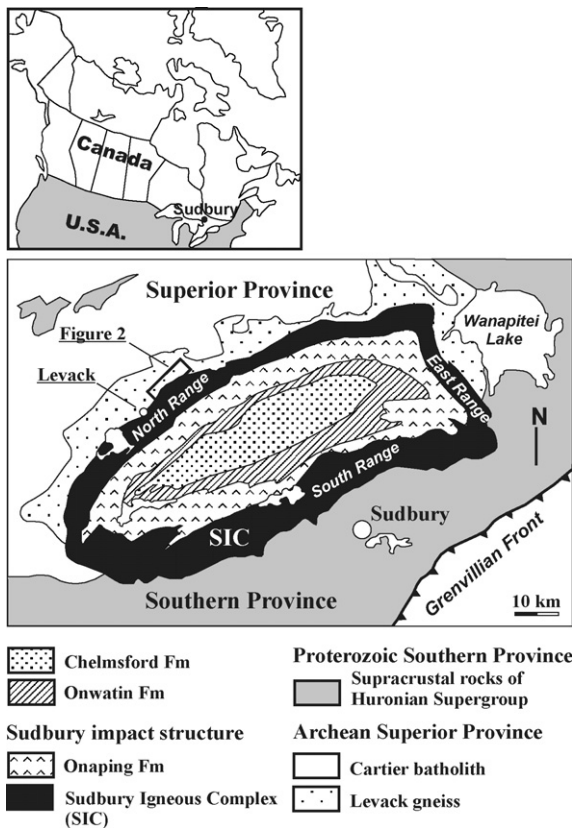 Canada
Sudbury
U.S.A.
Superior Province
Wanapitei
Lake
Figure 2
Levack
North Range
East Range
N
South Range
Sudbury
SIC
Grenvillian Front
Southern Province
10 km
Chelmsford Fm
Onwatin Fm
Sudbury impact structure
Onaping Fm
Sudbury Igneous Complex
(SIC)
Proterozoic Southern Province
Supracrustal rocks of
Huronian Supergroup
Archean Superior Province
Cartier batholith
Levack gneiss